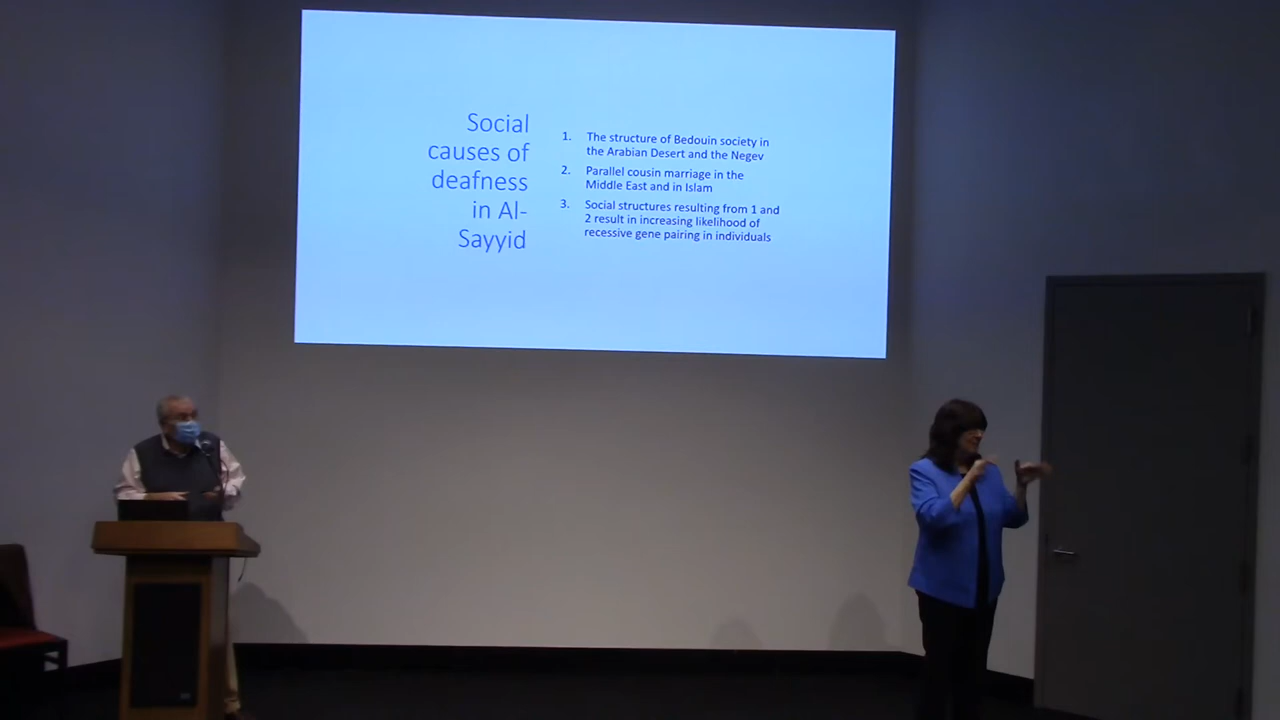 Social
causes of
deafness
in Al-
Sayyid
1. The structure of Bedouin society in
the Arabian Desert and the Negev
2. Parallel cousin marriage in the
Middle East and in Islam
3. Social structures resulting from 1 and
2 result in increasing likelihood of
recessive gene pairing in individuals